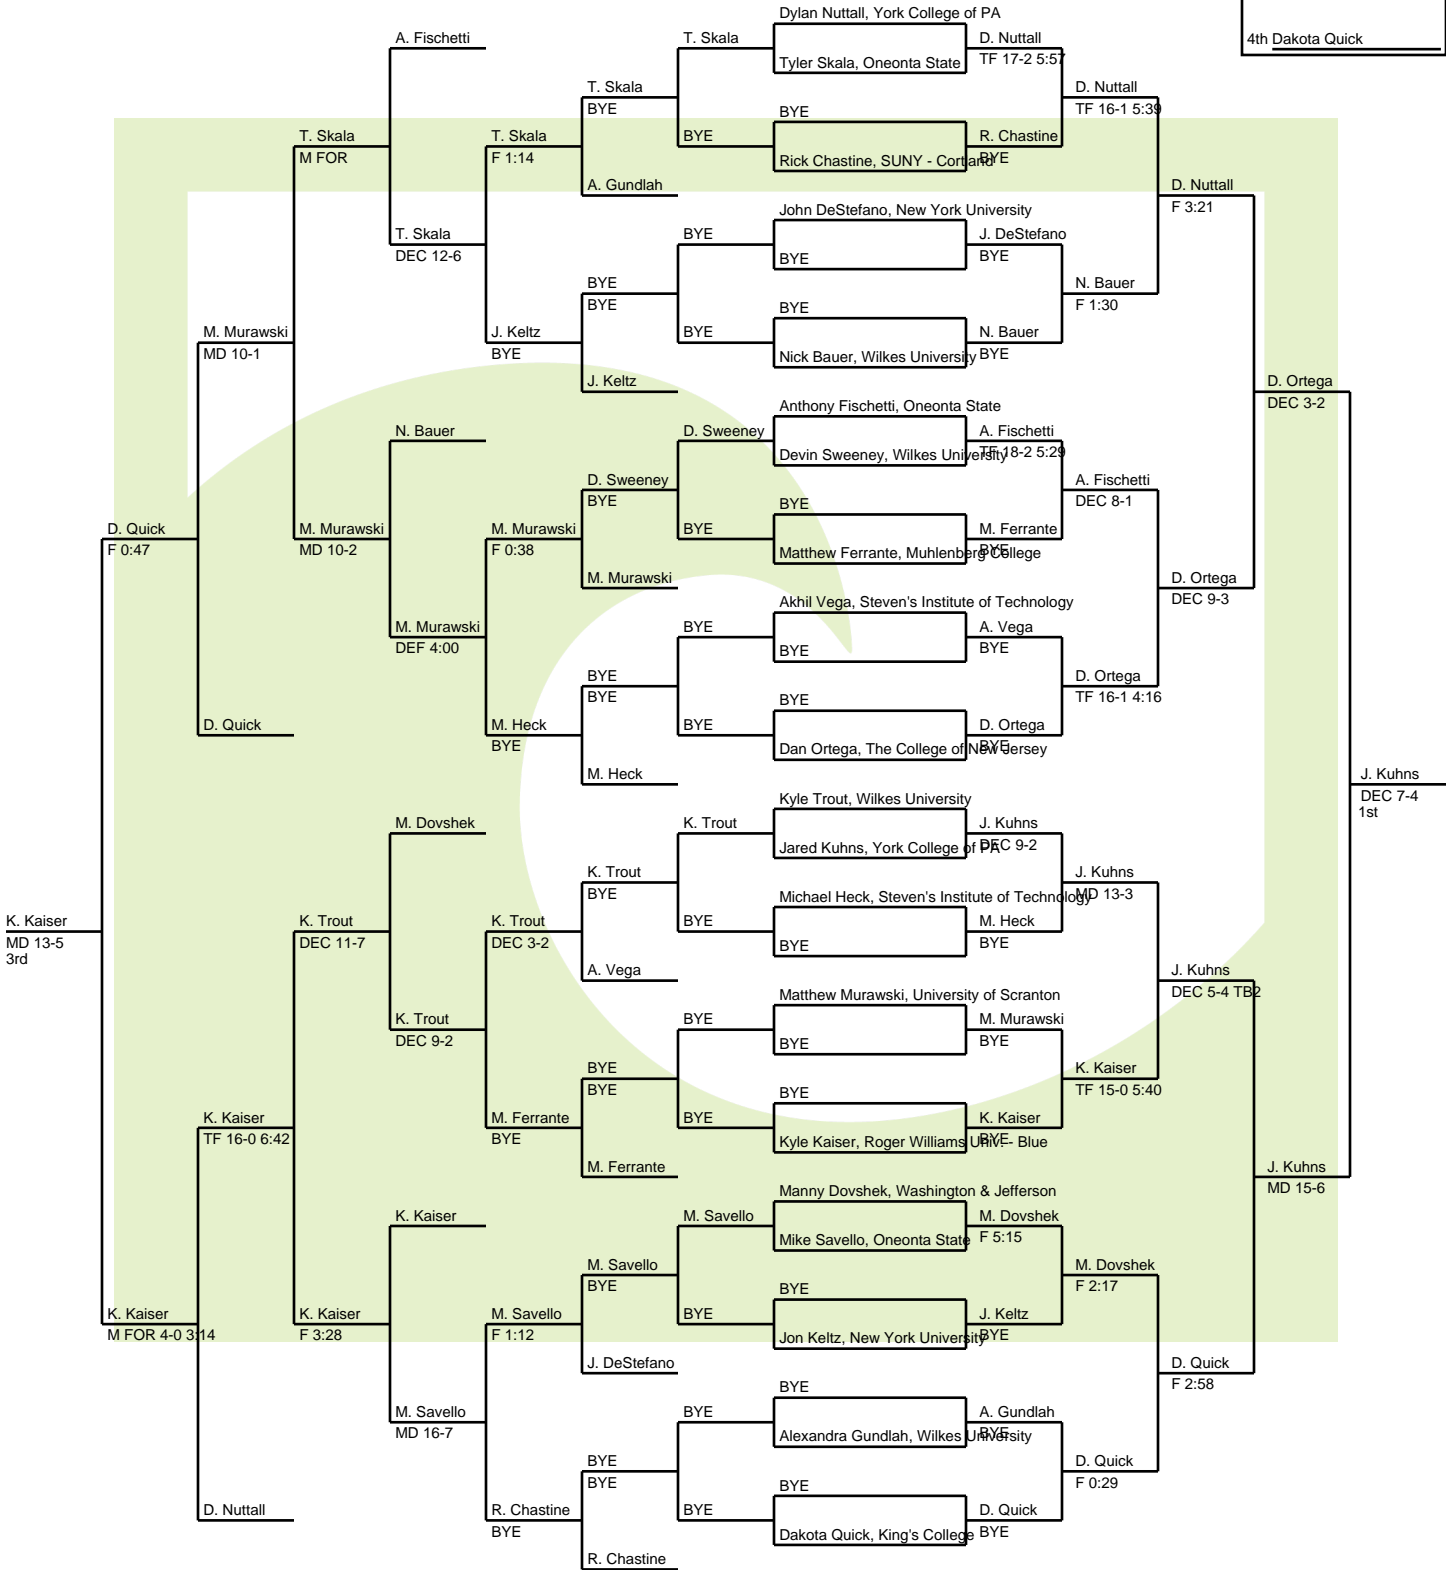 4th Dakota Quick
Dylan Nuttall, York College of PA
A. Fischetti
T. Skala
D. Nuttall
Tyler Skala, Oneonta State
TF 17-2 5:57
T. Skala
BYE
D. Nuttall
TF 16-1 5:39
BYE
T. Skala
M FOR
T. Skala
F 1:14
BYE
R. Chastine
BYE
Rick Chastine, SUNY - Cortland
A. Gundlah
D. Nuttall
F 3:21
John DeStefano, New York University
T. Skala
DEC 12-6
BYE
J. DeStefano
BYE
BYE
BYE
BYE
N. Bauer
F 1:30
BYE
M. Murawski
MD 10-1
J. Keltz
BYE
BYE
N. Bauer
BYE
Nick Bauer, Wilkes University
J. Keltz
D. Ortega
DEC 3-2
Anthony Fischetti, Oneonta State
N. Bauer
D. Sweeney
A. Fischetti
TF 18-2 5:29
Devin Sweeney, Wilkes University
D. Sweeney
BYE
A. Fischetti
DEC 8-1
BYE
D. Quick
F 0:47
M. Murawski
MD 10-2
M. Murawski
F 0:38
BYE
M. Ferrante
BYE
Matthew Ferrante, Muhlenberg College
M. Murawski
D. Ortega
DEC 9-3
Akhil Vega, Steven's Institute of Technology
M. Murawski
DEF 4:00
BYE
A. Vega
BYE
BYE
BYE
BYE
D. Ortega
TF 16-1 4:16
BYE
D. Quick
M. Heck
BYE
BYE
D. Ortega
BYE
Dan Ortega, The College of New Jersey
M. Heck
J. Kuhns
DEC 7-4
1st
Kyle Trout, Wilkes University
M. Dovshek
K. Trout
J. Kuhns
DEC 9-2
Jared Kuhns, York College of PA
K. Trout
BYE
J. Kuhns
MD 13-3
Michael Heck, Steven's Institute of Technology
K. Kaiser
MD 13-5
3rd
K. Trout
DEC 11-7
K. Trout
DEC 3-2
BYE
M. Heck
BYE
BYE
A. Vega
J. Kuhns
DEC 5-4 TB2
Matthew Murawski, University of Scranton
K. Trout
DEC 9-2
BYE
M. Murawski
BYE
BYE
BYE
BYE
K. Kaiser
TF 15-0 5:40
BYE
K. Kaiser
TF 16-0 6:42
M. Ferrante
BYE
BYE
K. Kaiser
BYE
Kyle Kaiser, Roger Williams Univ. - Blue
M. Ferrante
J. Kuhns
MD 15-6
Manny Dovshek, Washington & Jefferson
K. Kaiser
M. Savello
M. Dovshek
F 5:15
Mike Savello, Oneonta State
M. Savello
BYE
M. Dovshek
F 2:17
BYE
K. Kaiser
M FOR 4-0 3:14
K. Kaiser
F 3:28
M. Savello
F 1:12
BYE
J. Keltz
BYE
Jon Keltz, New York University
J. DeStefano
D. Quick
F 2:58
BYE
M. Savello
MD 16-7
BYE
A. Gundlah
BYE
Alexandra Gundlah, Wilkes University
BYE
BYE
D. Quick
F 0:29
BYE
D. Nuttall
R. Chastine
BYE
BYE
D. Quick
BYE
Dakota Quick, King's College
R. Chastine